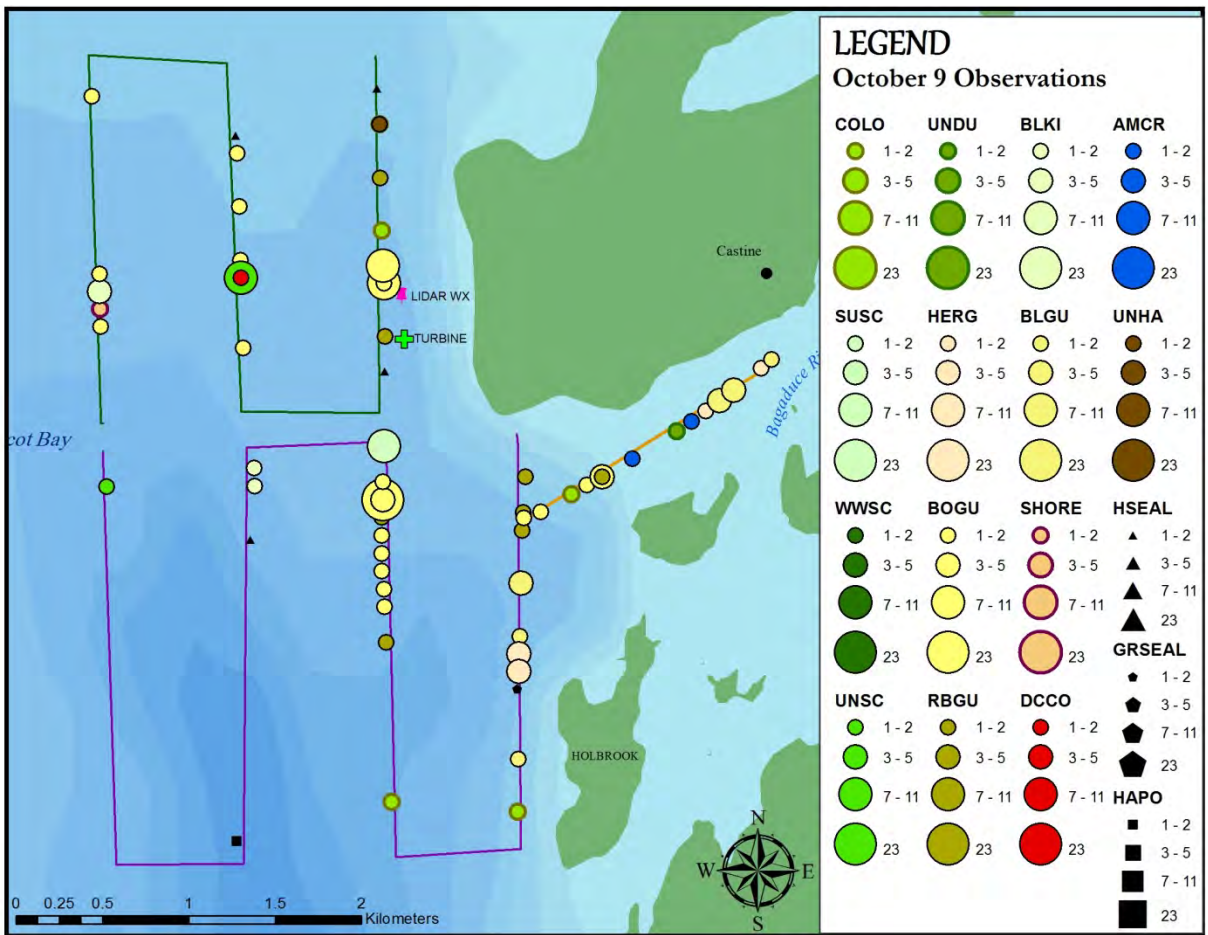 LEGEND
October 9 Observations
COLO UNDU BLKI AMCR
1 - 2 1 - 2 1 - 2 1 - 2
3 - 5 3 - 5 3 - 5 3 - 5
7 - 11 7 - 11 7 - 11 7 - 11
23 23 23 23
SUSC HERG BLGU UNHA
1 - 2 1 - 2 1 - 2 1 - 2
3 - 5 3 - 5 3 - 5 3 - 5
7 - 11 7 - 11 7 - 11 7 - 11
23 23 23 23
WWSC BOGU SHORE HSEAL
1 - 2 1 - 2 1 - 2 1 - 2
3 - 5 3 - 5 3 - 5 3 - 5
7 - 11 7 - 11 7 - 11 7 - 11
23 23 23 23
GRSEAL
1 - 2
3 - 5
7 - 11
23
UNSC RBGU DCCO
1 - 2 1 - 2 1 - 2
3 - 5 3 - 5 3 - 5
7 - 11 7 - 11 7 - 11
23 23 23
HAPO
1 - 2
3 - 5
7 - 11
23
Castine
LIDAR WX
TURBINE
Bagaduce Ri
cot Bay
HOLBROOK
N
W E
S
0 0.25 0.5 1 1.5 2
Kilometers